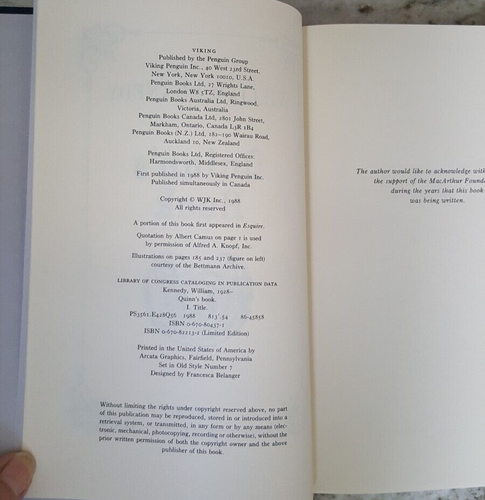 VIKING
Published by the Penguin Group
Viking Penguin Inc., 40 West 23rd Street,
New York, New York 10010, U.S.A.
Penguin Books Ltd, 27 Wrights Lane,
London W8 5TZ, England
Penguin Books Australia Ltd, Ringwood,
Victoria, Australia
Penguin Books Canada Ltd, 2801 John Street,
Markham, Ontario, Canada L3R 1B4
Penguin Books (N.Z.) Ltd, 182–190 Wairau Road,
Auckland 10, New Zealand
Penguin Books Ltd, Registered Offices:
Harmondsworth, Middlesex, England
First published in 1988 by Viking Penguin Inc.
Published simultaneously in Canada
Copyright © WJK Inc., 1988
All rights reserved
A portion of this book first appeared in Esquire.
Quotation by Albert Camus on page 1 is used
by permission of Alfred A. Knopf, Inc.
Illustrations on pages 185 and 237 (figure on left)
courtesy of the Bettmann Archive.
LIBRARY OF CONGRESS CATALOGING IN PUBLICATION DATA
Kennedy, William, 1928–
Quinn's book.
I. Title.
PS3561.E428Q56 1988 813'.54 86-45858
ISBN 0-670-80437-1
ISBN 0-670-82113-2 (Limited Edition)
Printed in the United States of America by
Arcata Graphics, Fairfield, Pennsylvania
Set in Old Style Number 7
Designed by Francesca Belanger
Without limiting the rights under copyright reserved above, no part
of this publication may be reproduced, stored in or introduced into a
retrieval system, or transmitted, in any form or by any means (elec-
tronic, mechanical, photocopying, recording or otherwise), without the
prior written permission of both the copyright owner and the above
publisher of this book.
The author would like to acknowledge
the support of the MacArthur
during the years that this book
was being written.